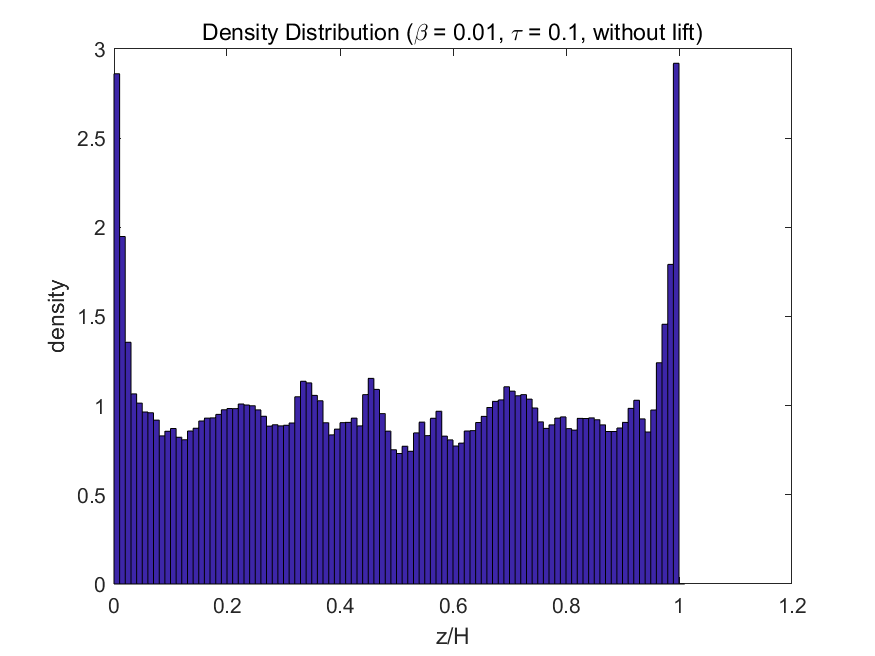 Density Distribution (β = 0.01, τ = 0.1, without lift)
3
2.5
2
1.5
1
0.5
0
density
0 0.2 0.4 0.6 0.8 1 1.2
z/H